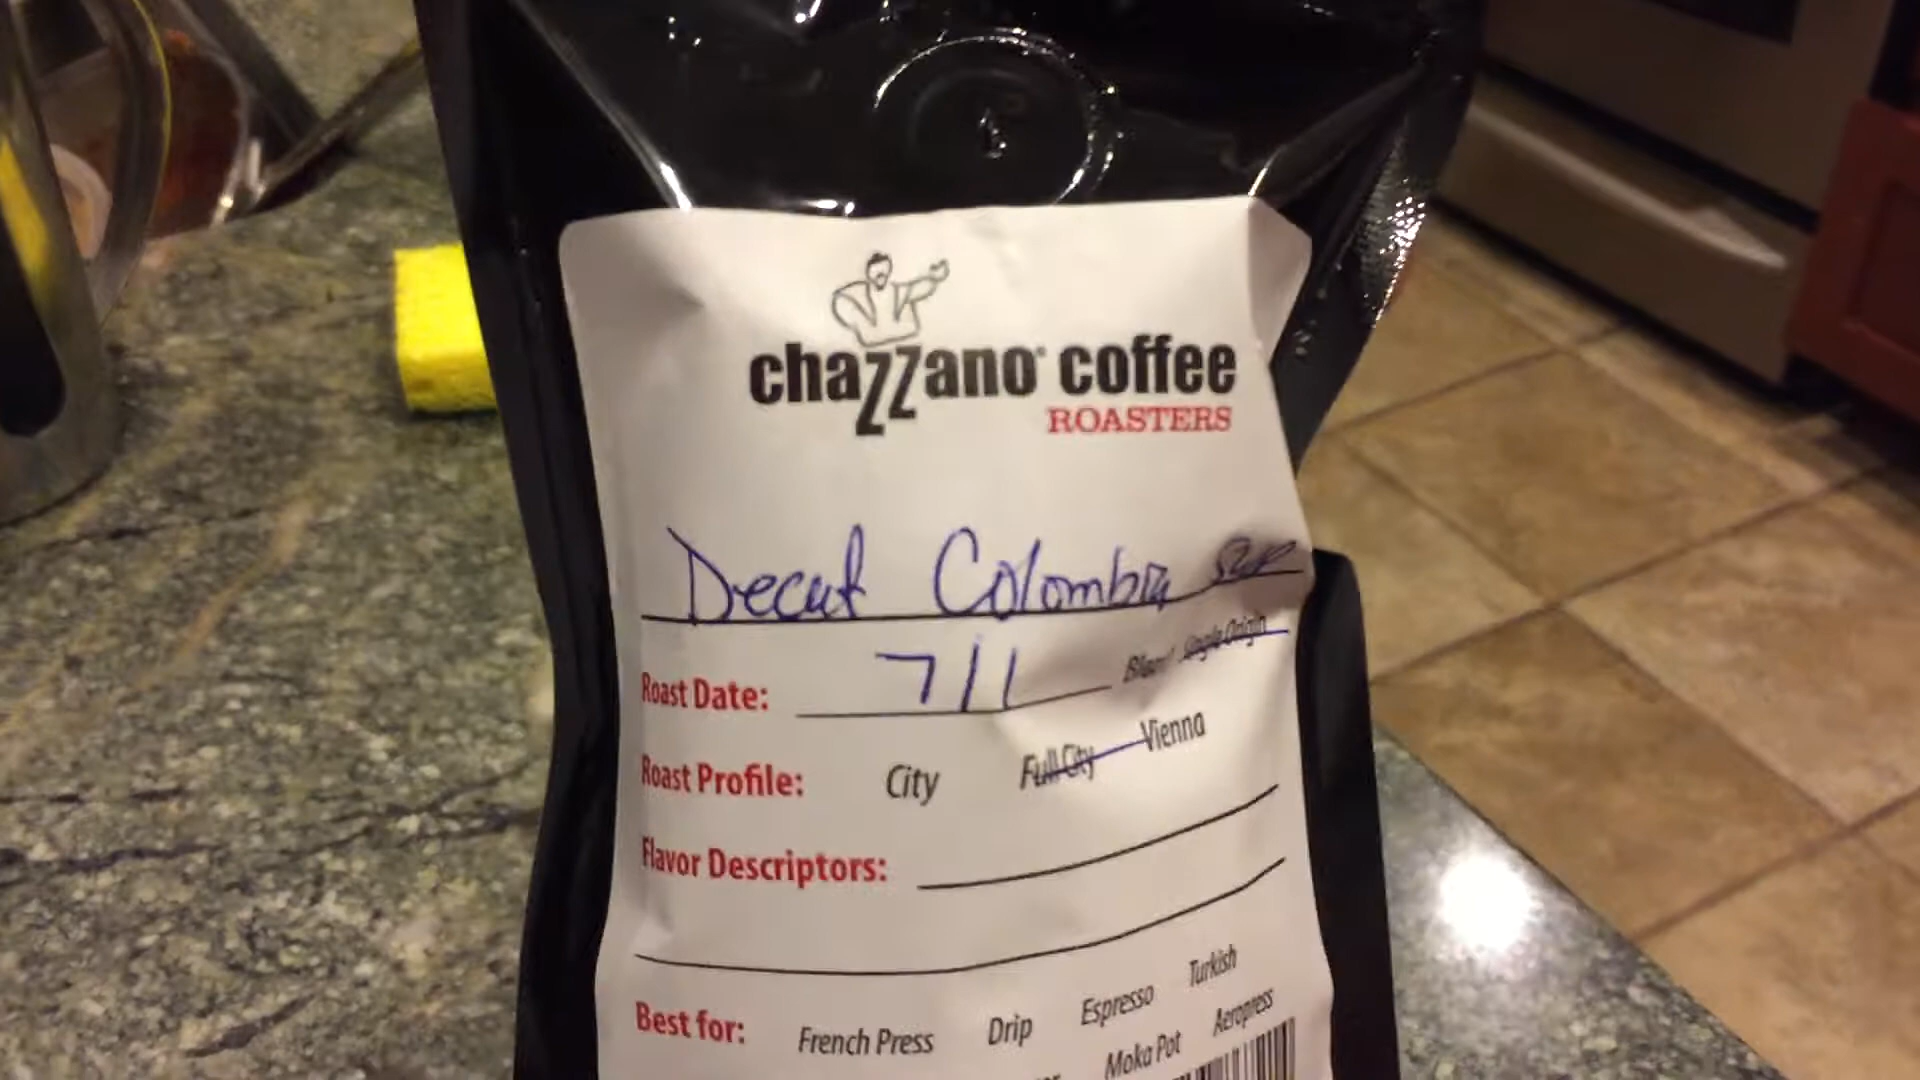 chazzano coffee
ROASTERS
Decaf Colombia
Roast Date: 7/1 Blend Single Origin
Roast Profile: City Full City Vienna
Flavor Descriptors:
Best for: French Press Drip Espresso Turkish
Moka Pot Aeropress